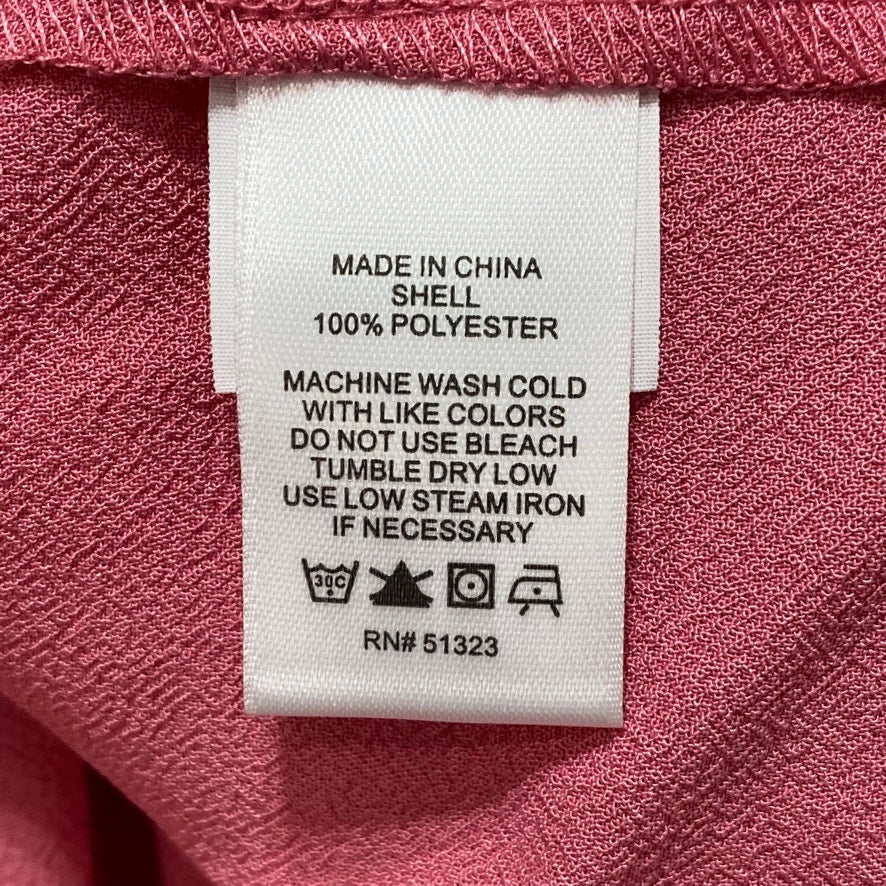 MADE IN CHINA
SHELL
100% POLYESTER
MACHINE WASH COLD
WITH LIKE COLORS
DO NOT USE BLEACH
TUMBLE DRY LOW
USE LOW STEAM IRON
IF NECESSARY
30C
RN# 51323